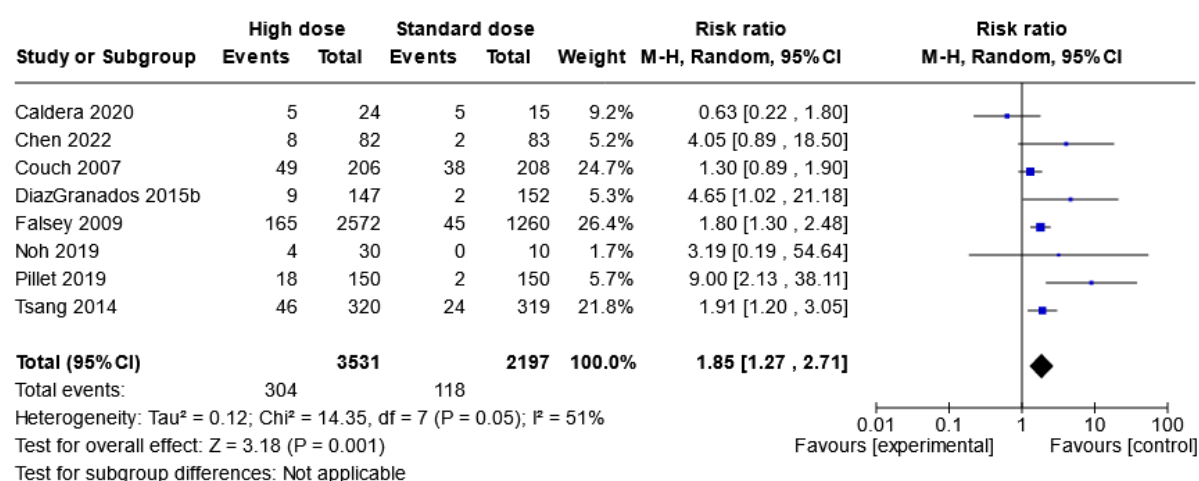 High dose Standard dose Risk ratio Risk ratio
Study or Subgroup Events Total Events Total Weight M-H, Random, 95% CI M-H, Random, 95% CI
Caldera 2020 5 24 5 15 9.2% 0.63 [0.22 , 1.80]
Chen 2022 8 82 2 83 5.2% 4.05 [0.89 , 18.50]
Couch 2007 49 206 38 208 24.7% 1.30 [0.89 , 1.90]
DiazGranados 2015b 9 147 2 152 5.3% 4.65 [1.02 , 21.18]
Falsey 2009 165 2572 45 1260 26.4% 1.80 [1.30 , 2.48]
Noh 2019 4 30 0 10 1.7% 3.19 [0.19 , 54.64]
Pillet 2019 18 150 2 150 5.7% 9.00 [2.13 , 38.11]
Tsang 2014 46 320 24 319 21.8% 1.91 [1.20 , 3.05]
Total (95% CI) 3531 2197 100.0% 1.85 [1.27 , 2.71]
Total events: 304 118
Heterogeneity: Tau² = 0.12; Chi² = 14.35, df = 7 (P = 0.05); I² = 51%
Test for overall effect: Z = 3.18 (P = 0.001)
Test for subgroup differences: Not applicable
0.01 0.1 1 10 100
Favours [experimental] Favours [control]